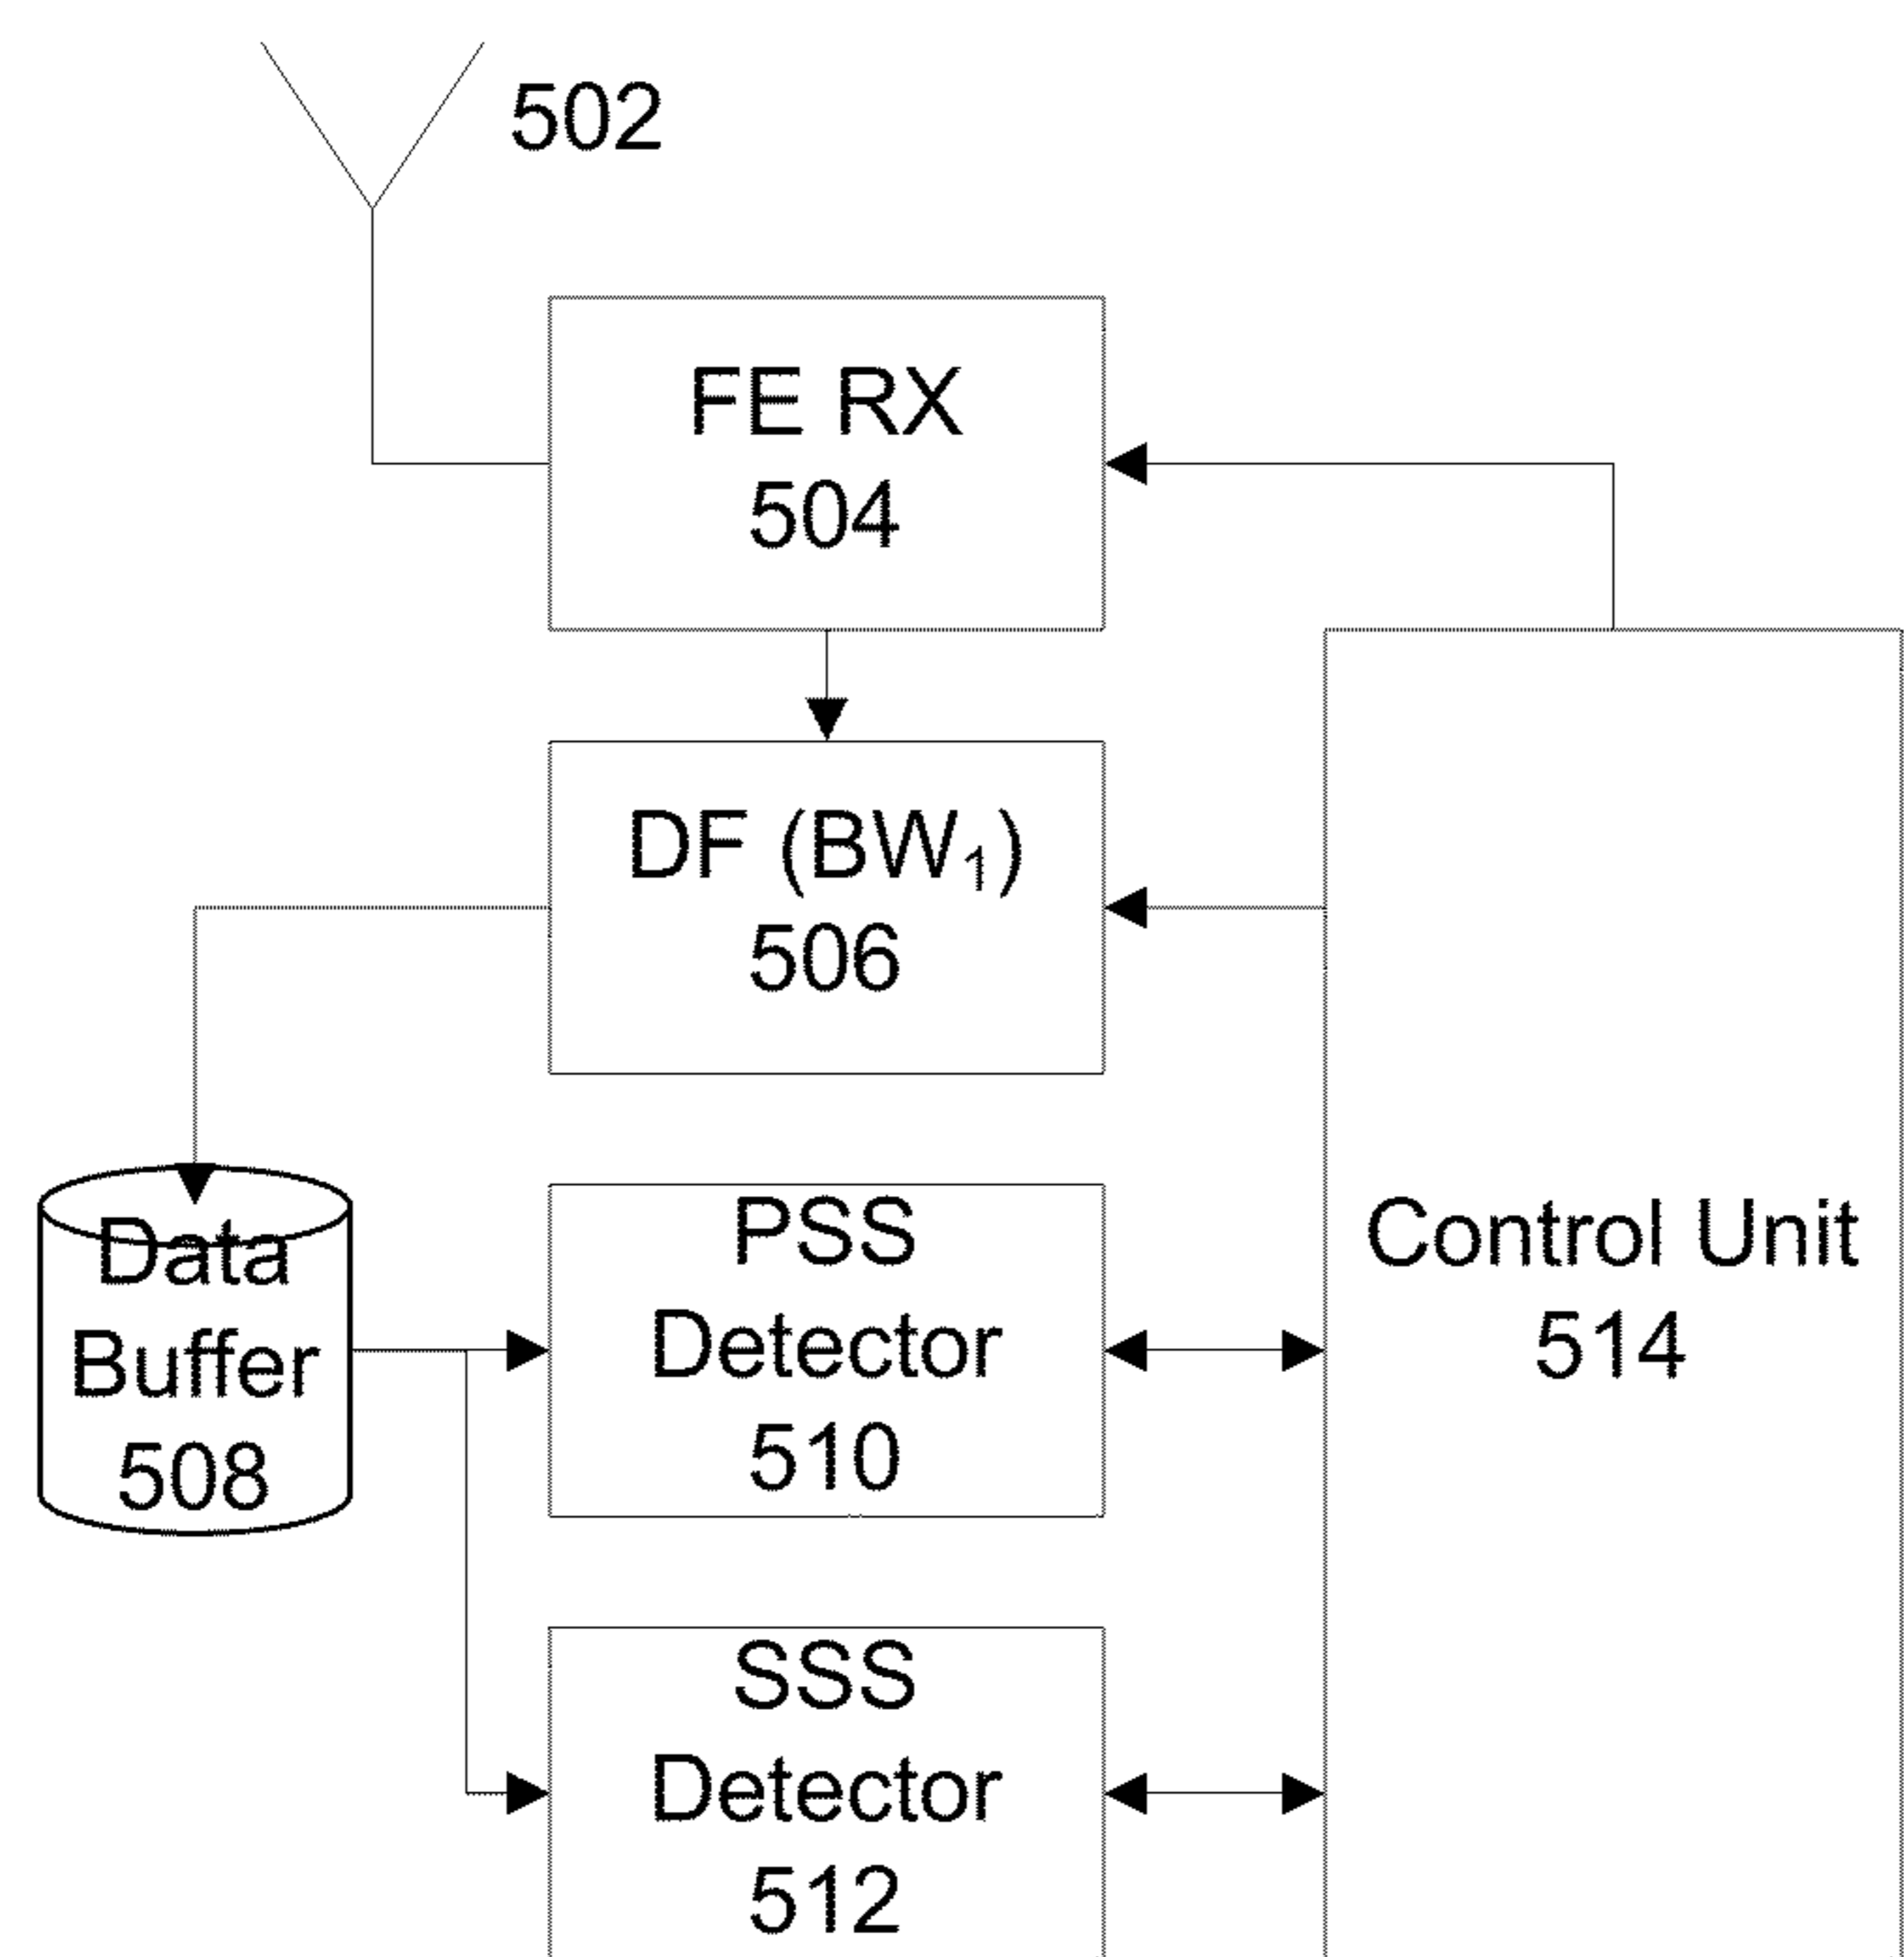 502
FE RX
504
DF (BW₁)
506
Data
Buffer
508
PSS
Detector
510
Control Unit
514
SSS
Detector
512